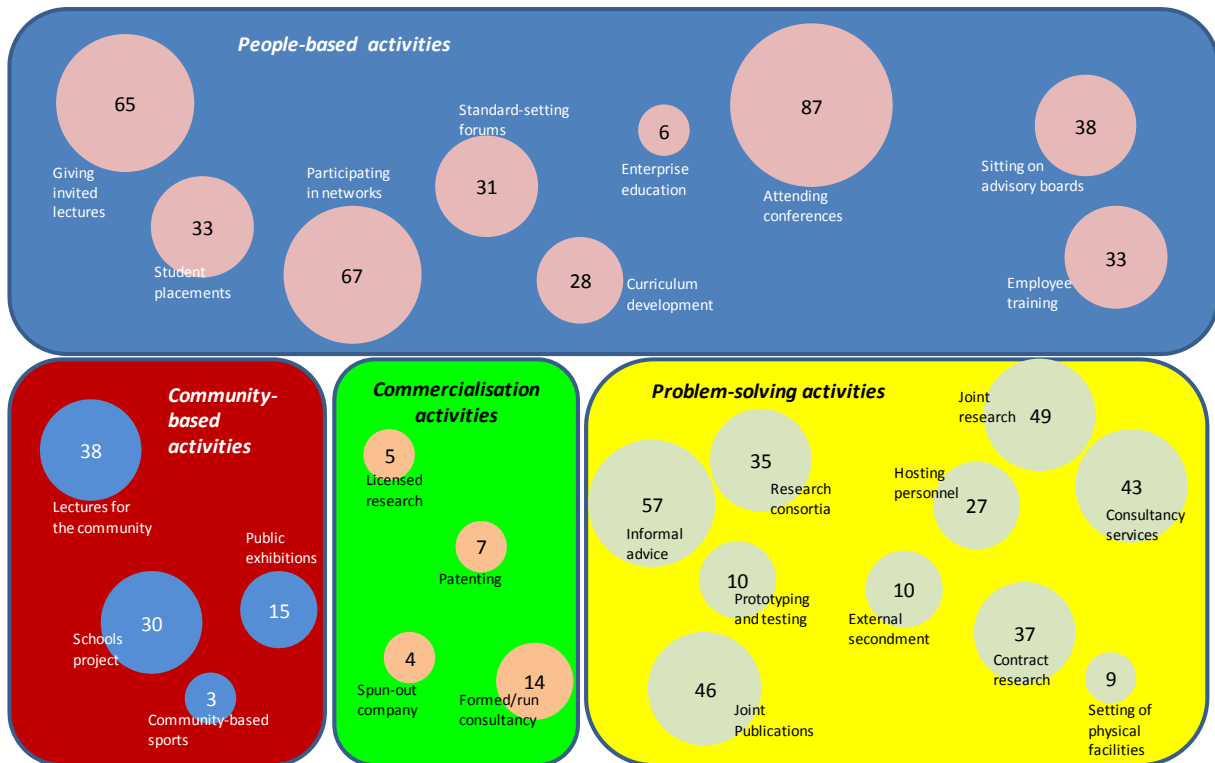 People-based activities
65
Giving
invited
lectures
33
Student
placements
Participating
in networks
67
Standard-setting
forums
31
28
Curriculum
development
6
Enterprise
education
87
Attending
conferences
38
Sitting on
advisory boards
33
Employee
training
Community-
based
activities
38
Lectures for
the community
Public
exhibitions
15
30
Schools
project
3
Community-based
sports
Commercialisation
activities
5
Licensed
research
7
Patenting
4
Spun-out
company
14
Formed/run
consultancy
Problem-solving activities
57
Informal
advice
35
Research
consortia
10
Prototyping
and testing
46
Joint
Publications
Joint
research
49
Hosting
personnel
27
43
Consultancy
services
10
External
secondment
37
Contract
research
9
Setting of
physical
facilities